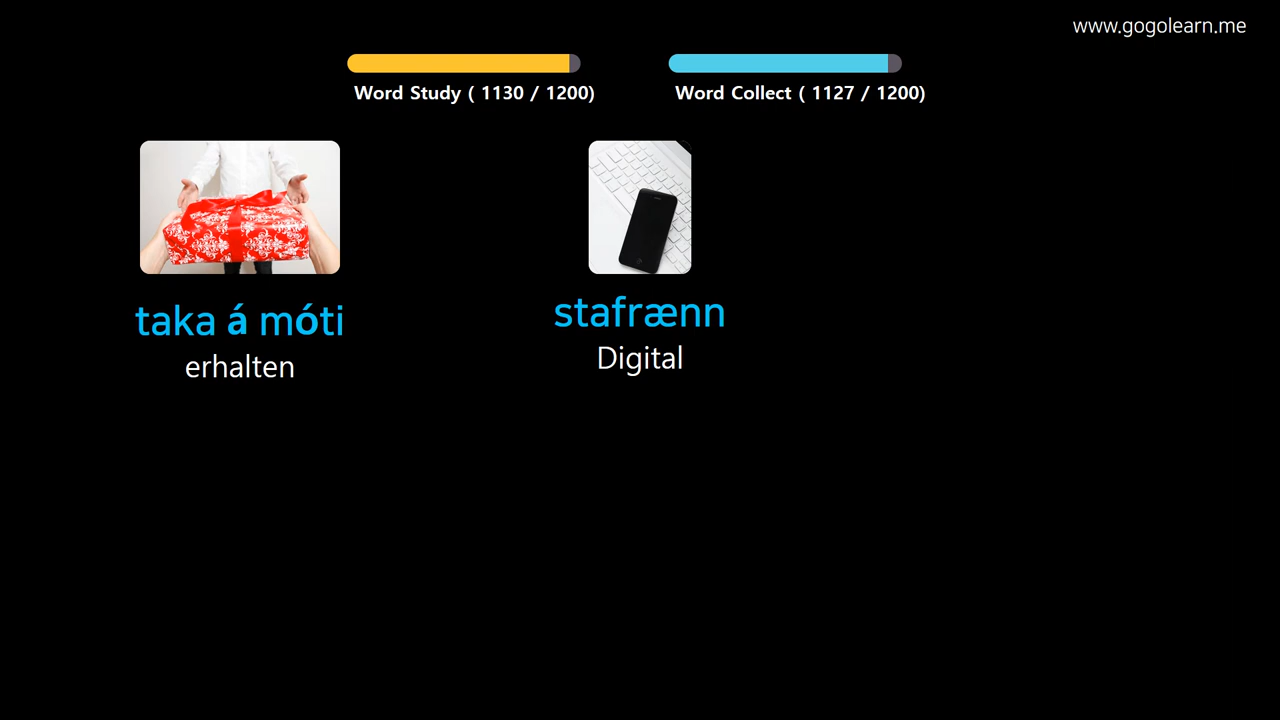 www.gogolearn.me
Word Study ( 1130 / 1200)
Word Collect ( 1127 / 1200)
taka á móti
erhalten
stafrænn
Digital